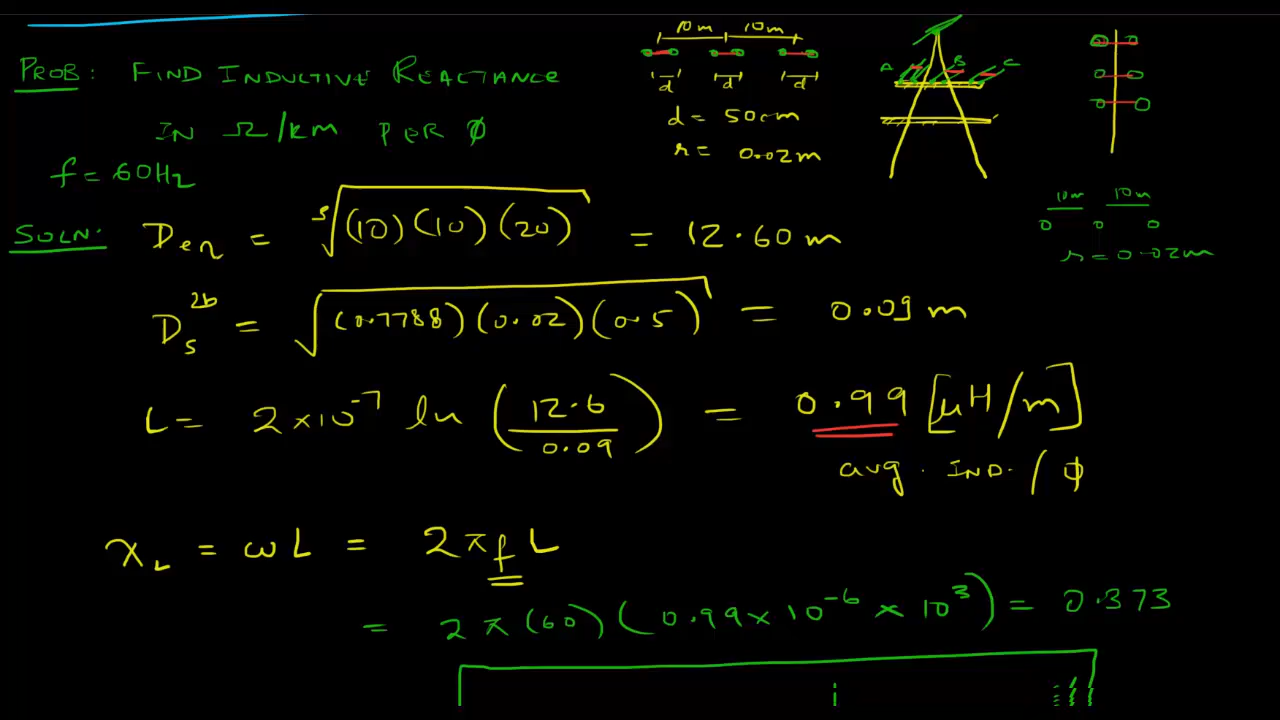 PROB: FIND INDUCTIVE REACTANCE
IN Ω/km PER ϕ
f = 60Hz
10m 10m
d d d
d = 50cm
r = 0.02m
A B C
10m 10m
r = 0.02m
SOLN: Deq = ∛(10)(10)(20) = 12.60 m
Ds^2b = √(0.7788)(0.02)(0.5) = 0.09 m
L = 2×10^-7 ln (12.6/0.09) = 0.99 [μH/m]
avg. IND. / ϕ
XL = ωL = 2πfL
= 2π(60)(0.99×10^-6 × 10^3) = 0.373